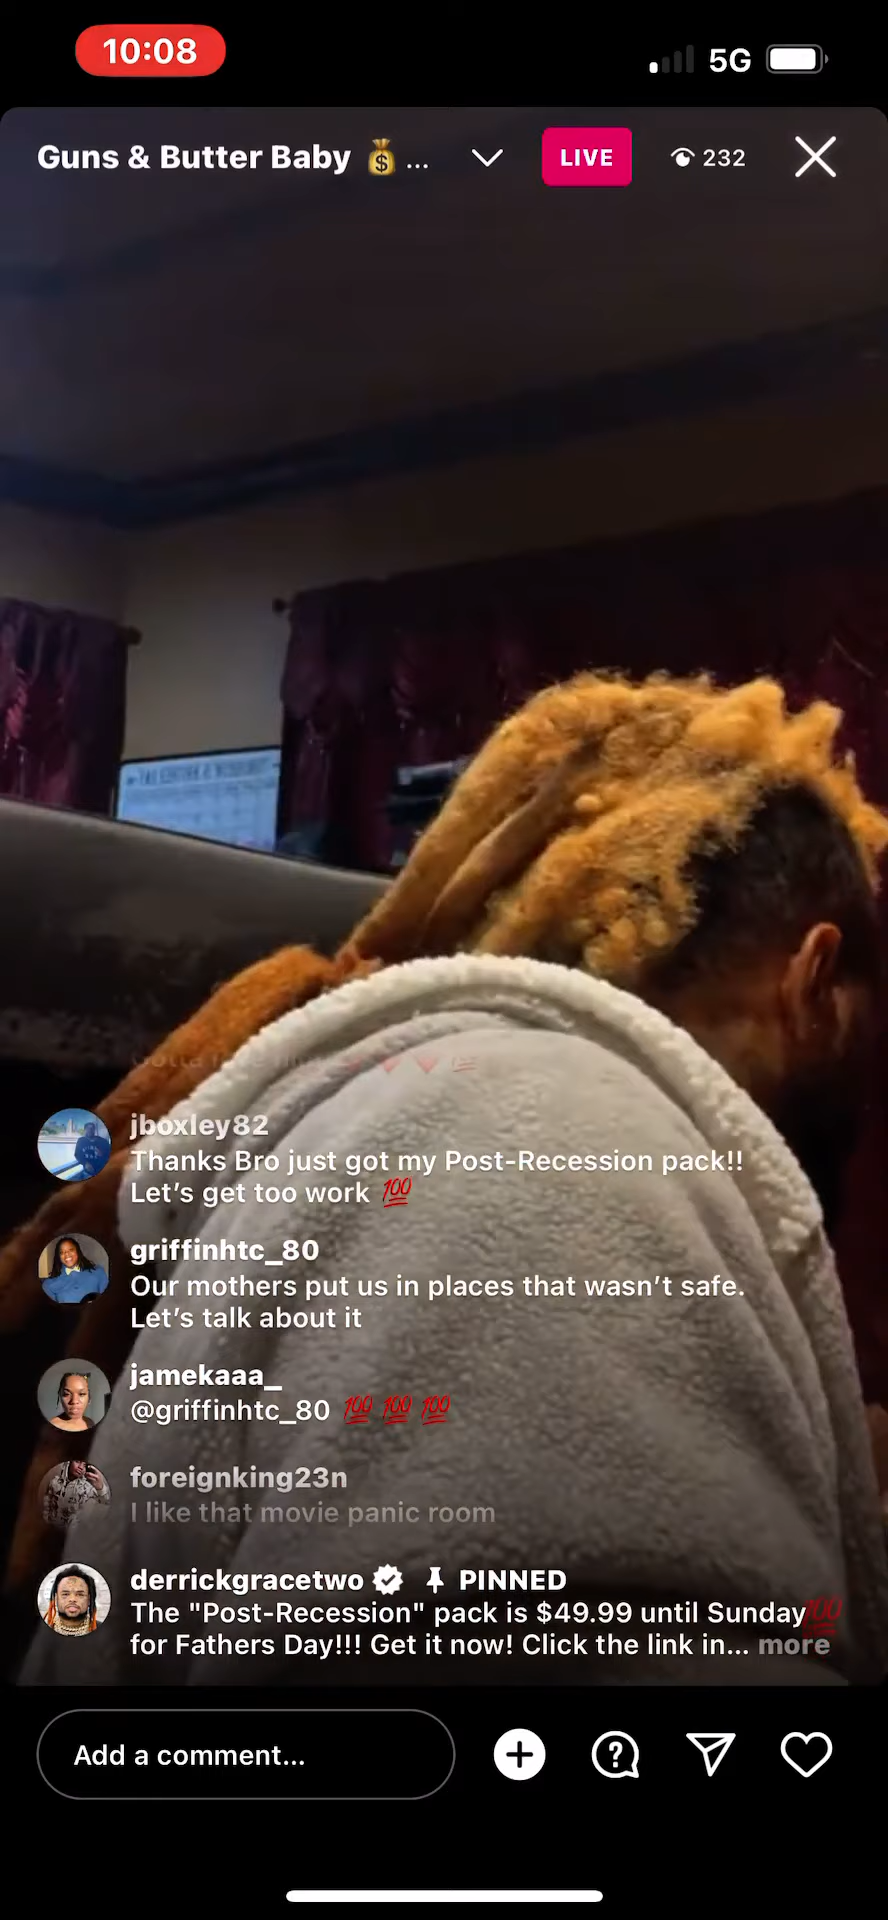 10:08
5G
Guns & Butter Baby 💰...
LIVE
232
jboxley82
Thanks Bro just got my Post-Recession pack!!
Let’s get too work 💯
griffinhtc_80
Our mothers put us in places that wasn’t safe.
Let’s talk about it
jamekaaa_
@griffinhtc_80 💯 💯 💯
foreignking23n
I like that movie panic room
derrickgracetwo PINNED
The "Post-Recession" pack is $49.99 until Sunday💯
for Fathers Day!!! Get it now! Click the link in... more
Add a comment...